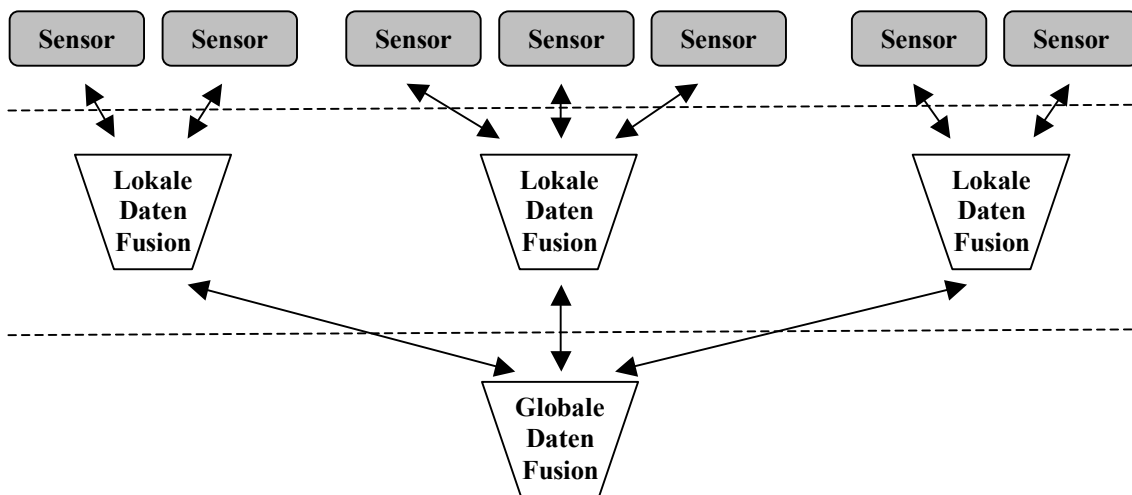 Sensor
Sensor
Sensor
Sensor
Sensor
Sensor
Sensor
Lokale
Daten
Fusion
Lokale
Daten
Fusion
Lokale
Daten
Fusion
Globale
Daten
Fusion